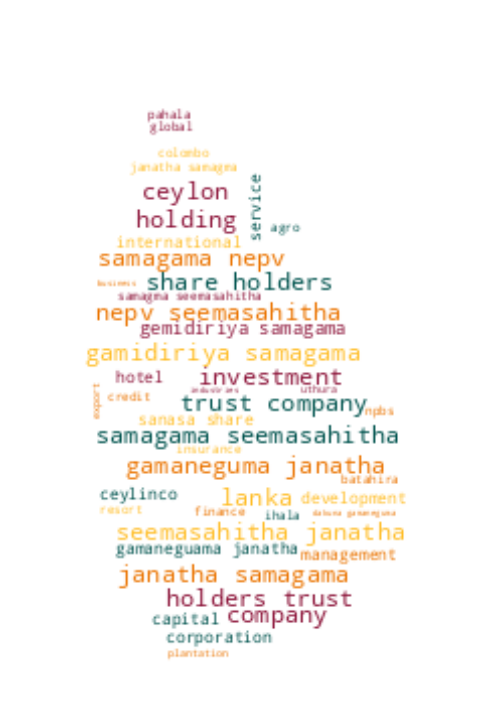 pahala
global
colombo
janatha samagma
ceylon
service
holding
agro
international
samagama nepv
business
share holders
samagma seemasahitha
nepv seemasahitha
gemidiriya samagama
gamidiriya samagama
hotel
investment
industries
uthura
export
credit
trust company
npbs
sanasa share
samagama seemasahitha
insurance
gamaneguma janatha
batahira
ceylinco
lanka
development
resort
finance
ihala
dakuna gamaneguma
seemasahitha janatha
gamaneguama janatha
management
janatha samagama
holders trust
capital
company
corporation
plantation